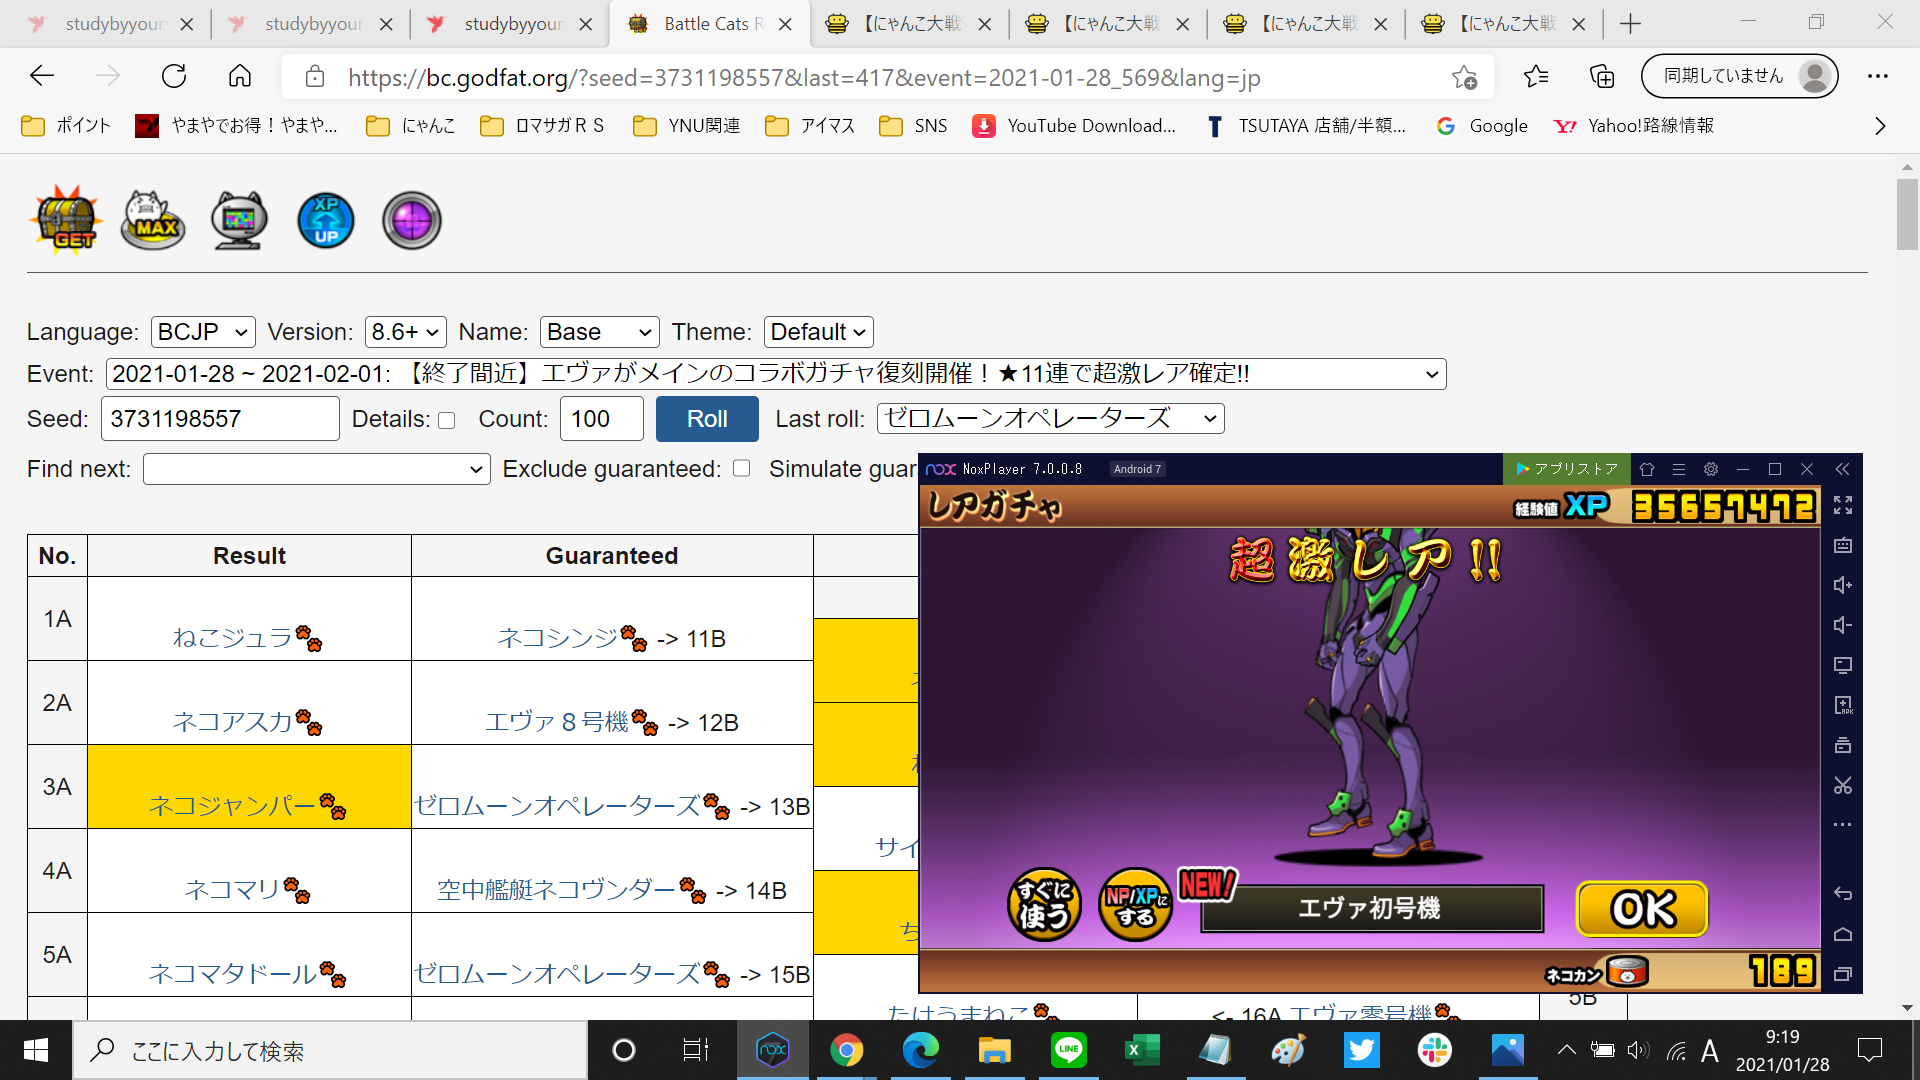 studybyyour
studybyyour
studybyyour
Battle Cats R
【にゃんこ大戦
【にゃんこ大戦
【にゃんこ大戦
【にゃんこ大戦
https://bc.godfat.org/?seed=3731198557&last=417&event=2021-01-28_569&lang=jp
同期していません
ポイント
やまやでお得！やまや...
にゃんこ
ロマサガＲＳ
YNU関連
アイマス
SNS
YouTube Download...
TSUTAYA 店舗/半額...
Google
Yahoo!路線情報
GET
MAX
XP UP
Language: BCJP Version: 8.6+ Name: Base Theme: Default
Event: 2021-01-28 ~ 2021-02-01: 【終了間近】エヴァがメインのコラボガチャ復刻開催！★11連で超激レア確定!!
Seed: 3731198557 Details: Count: 100 Roll Last roll: ゼロムーンオペレーターズ
Find next: Exclude guaranteed: Simulate guar
No. Result Guaranteed
1A ねこジュラ ネコシンジ -> 11B
2A ネコアスカ エヴァ８号機 -> 12B
3A ネコジャンパー ゼロムーンオペレーターズ -> 13B
4A ネコマリ 空中艦艇ネコヴンダー -> 14B
サイ
5A ネコマタドール ゼロムーンオペレーターズ -> 15B
ち
たけうまねこ <- 16A エヴァ零号機 5B
nox NoxPlayer 7.0.0.8 Android 7 アプリストア
レアガチャ
経験値 XP 35657472
超激レア!!
すぐに使う
NP/XPにする
NEW!
エヴァ初号機
OK
ネコカン 189
ここに入力して検索
A
9:19
2021/01/28